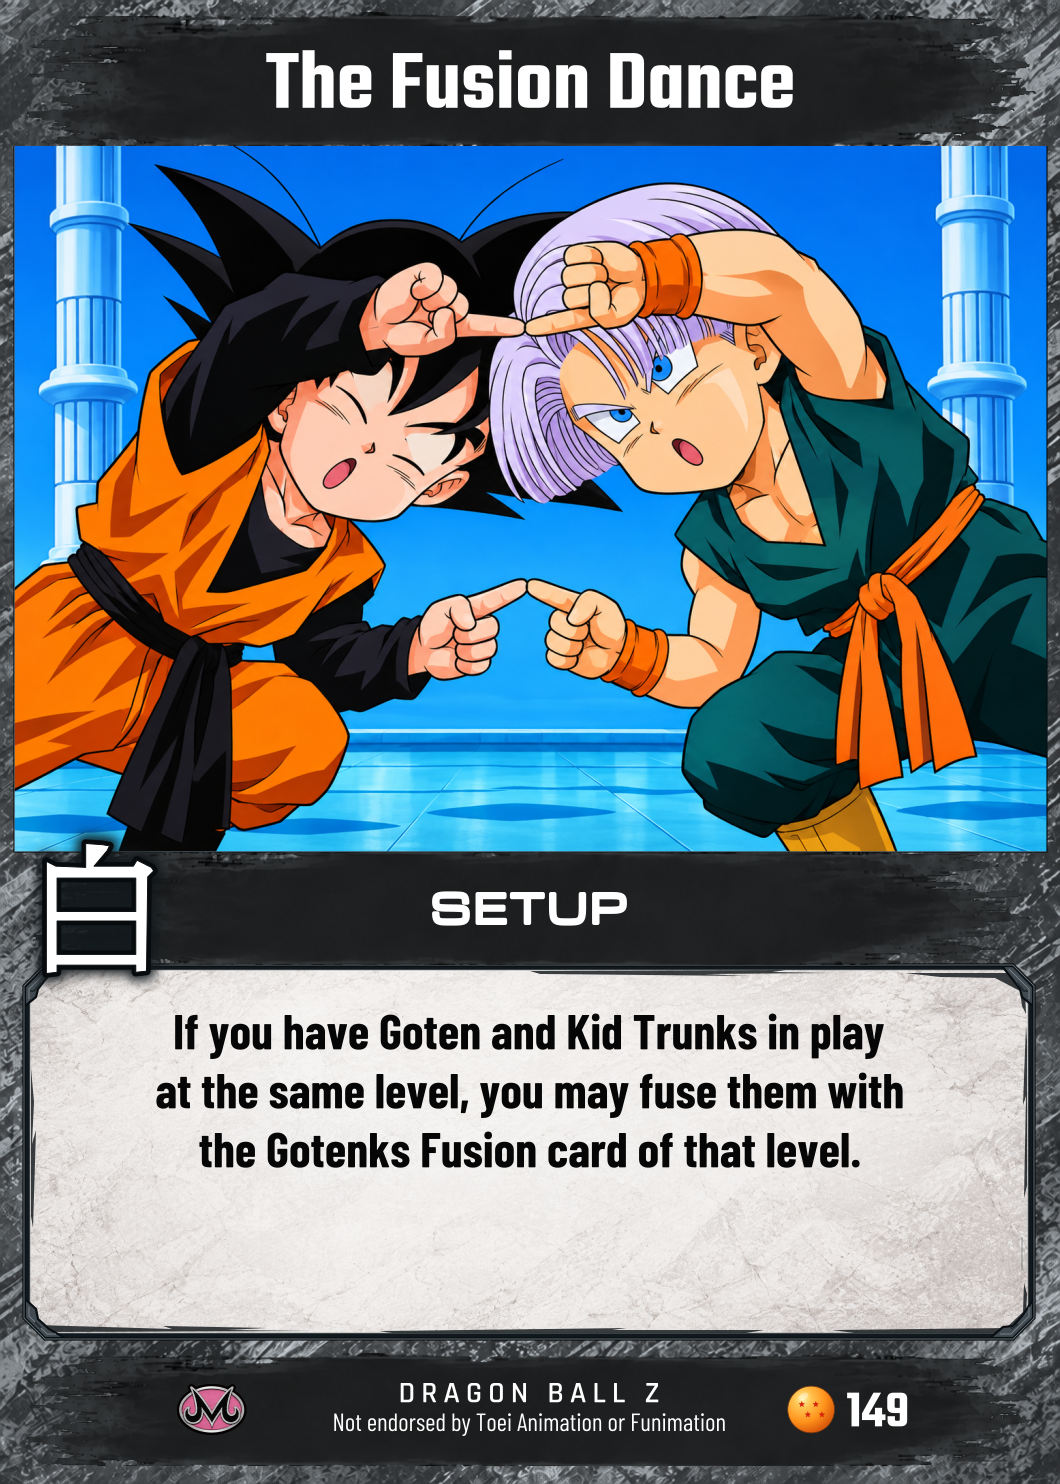 The Fusion Dance
白
SETUP
If you have Goten and Kid Trunks in play
at the same level, you may fuse them with
the Gotenks Fusion card of that level.
DRAGON BALL Z
Not endorsed by Toei Animation or Funimation
149